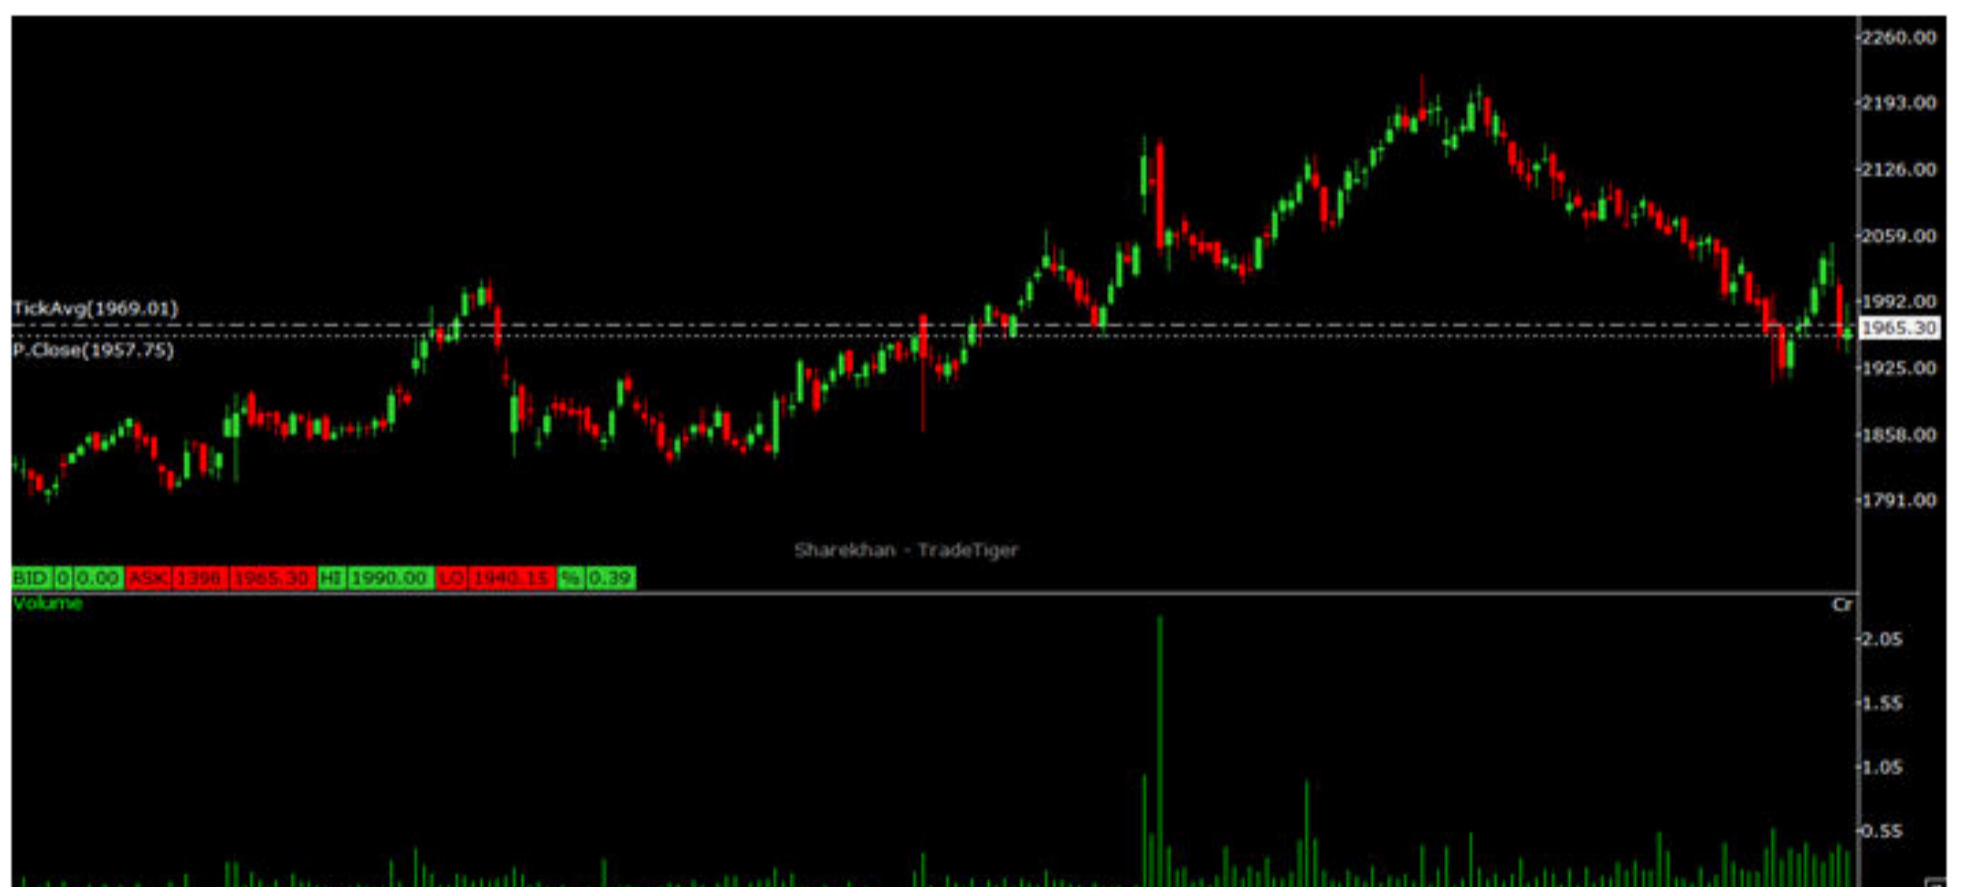 2260.00
2193.00
2126.00
2059.00
TickAvg(1969.01)
1992.00
1965.30
P.Close(1957.75)
1925.00
1858.00
1791.00
Sharekhan - TradeTiger
BID 0 0.00 ASK 1396 1965.30 HI 1990.00 LO 1940.15 % 0.39
Volume
Cr
2.05
1.55
1.05
0.55